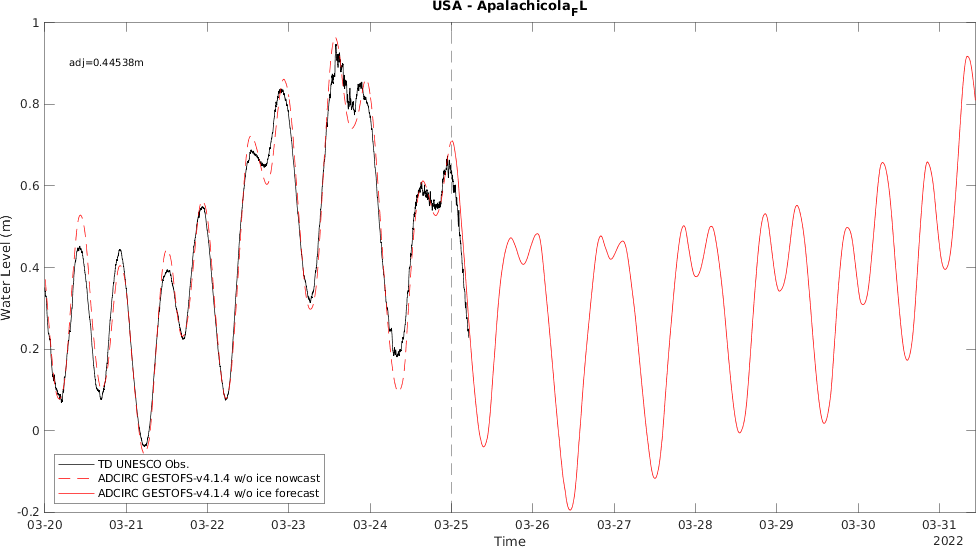 USA - ApalachicolaFL
1
adj=0.44538m
0.8
0.6
Water Level (m)
0.4
0.2
0
TD UNESCO Obs.
ADCIRC GESTOFS-v4.1.4 w/o ice nowcast
ADCIRC GESTOFS-v4.1.4 w/o ice forecast
-0.2
03-20 03-21 03-22 03-23 03-24 03-25 03-26 03-27 03-28 03-29 03-30 03-31
Time 2022